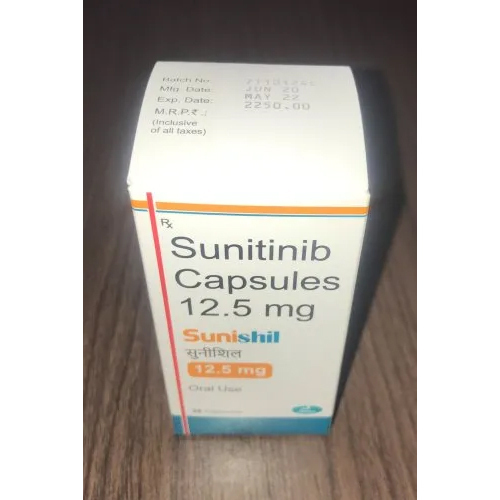 Batch No.
Mfg. Date: JUN 20
Exp. Date: MAY 22
M.R.P.₹ .: 2290.00
(Inclusive
of all taxes)
Rx
Sunitinib
Capsules
12.5 mg
Sunishil
सुनीशिल
12.5 mg
Oral Use